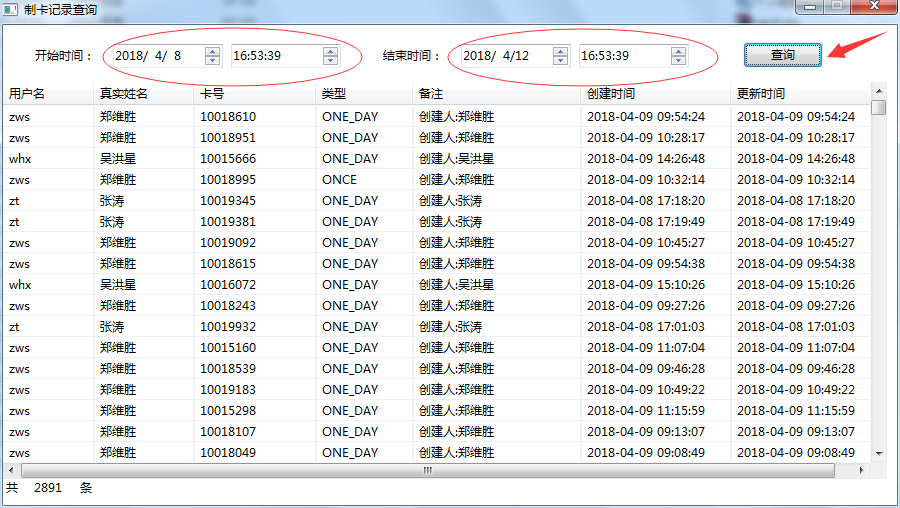 制卡记录查询
开始时间： 2018/ 4/ 8 16:53:39 结束时间： 2018/ 4/12 16:53:39 查询
用户名 真实姓名 卡号 类型 备注 创建时间 更新时间
zws 郑维胜 10018610 ONE_DAY 创建人:郑维胜 2018-04-09 09:54:24 2018-04-09 09:54:24
zws 郑维胜 10018951 ONE_DAY 创建人:郑维胜 2018-04-09 10:28:17 2018-04-09 10:28:17
whx 吴洪星 10015666 ONE_DAY 创建人:吴洪星 2018-04-09 14:26:48 2018-04-09 14:26:48
zws 郑维胜 10018995 ONCE 创建人:郑维胜 2018-04-09 10:32:14 2018-04-09 10:32:14
zt 张涛 10019345 ONE_DAY 创建人:张涛 2018-04-08 17:18:20 2018-04-08 17:18:20
zt 张涛 10019381 ONE_DAY 创建人:张涛 2018-04-08 17:19:49 2018-04-08 17:19:49
zws 郑维胜 10019092 ONE_DAY 创建人:郑维胜 2018-04-09 10:45:27 2018-04-09 10:45:27
zws 郑维胜 10018615 ONE_DAY 创建人:郑维胜 2018-04-09 09:54:38 2018-04-09 09:54:38
whx 吴洪星 10016072 ONE_DAY 创建人:吴洪星 2018-04-09 15:10:26 2018-04-09 15:10:26
zws 郑维胜 10018243 ONE_DAY 创建人:郑维胜 2018-04-09 09:27:26 2018-04-09 09:27:26
zt 张涛 10019932 ONE_DAY 创建人:张涛 2018-04-08 17:01:03 2018-04-08 17:01:03
zws 郑维胜 10015160 ONE_DAY 创建人:郑维胜 2018-04-09 11:07:04 2018-04-09 11:07:04
zws 郑维胜 10018539 ONE_DAY 创建人:郑维胜 2018-04-09 09:46:28 2018-04-09 09:46:28
zws 郑维胜 10019183 ONE_DAY 创建人:郑维胜 2018-04-09 10:49:22 2018-04-09 10:49:22
zws 郑维胜 10015298 ONE_DAY 创建人:郑维胜 2018-04-09 11:15:59 2018-04-09 11:15:59
zws 郑维胜 10018107 ONE_DAY 创建人:郑维胜 2018-04-09 09:13:07 2018-04-09 09:13:07
zws 郑维胜 10018049 ONE_DAY 创建人:郑维胜 2018-04-09 09:08:49 2018-04-09 09:08:49
共 2891 条